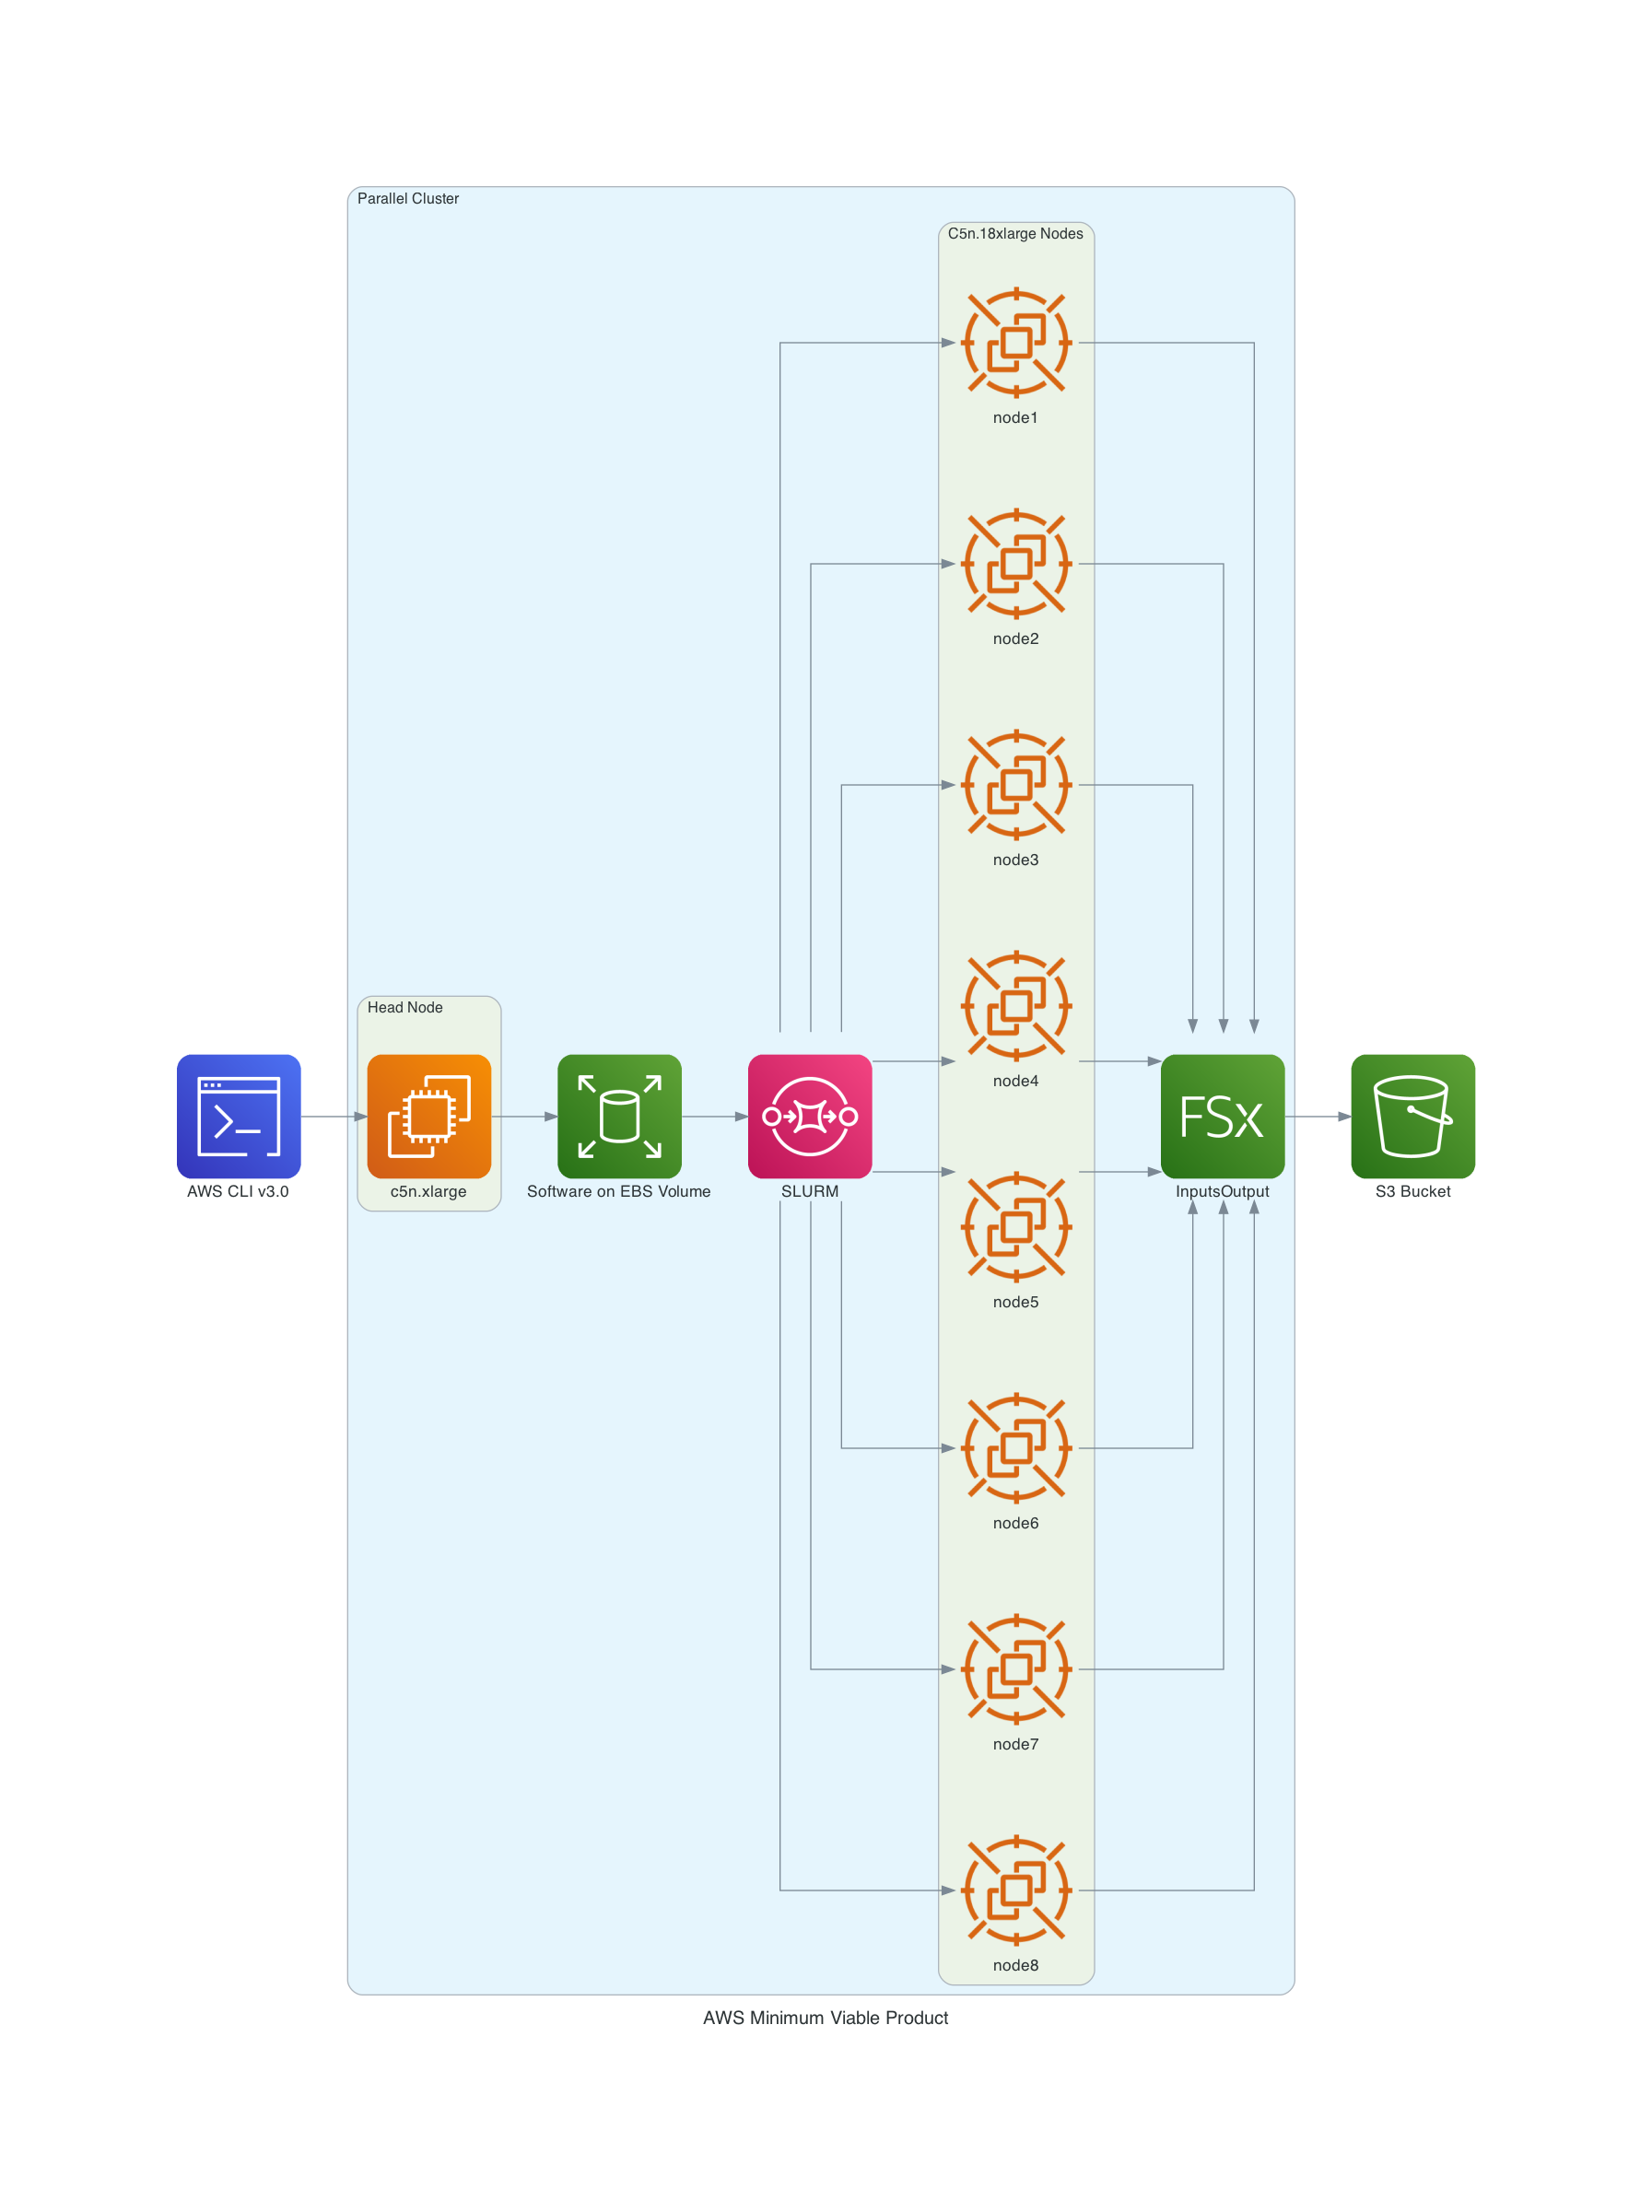 Parallel Cluster
C5n.18xlarge Nodes
node1
node2
node3
Head Node
node4
FSx
AWS CLI v3.0
c5n.xlarge
Software on EBS Volume
SLURM
InputsOutput
S3 Bucket
node5
node6
node7
node8
AWS Minimum Viable Product